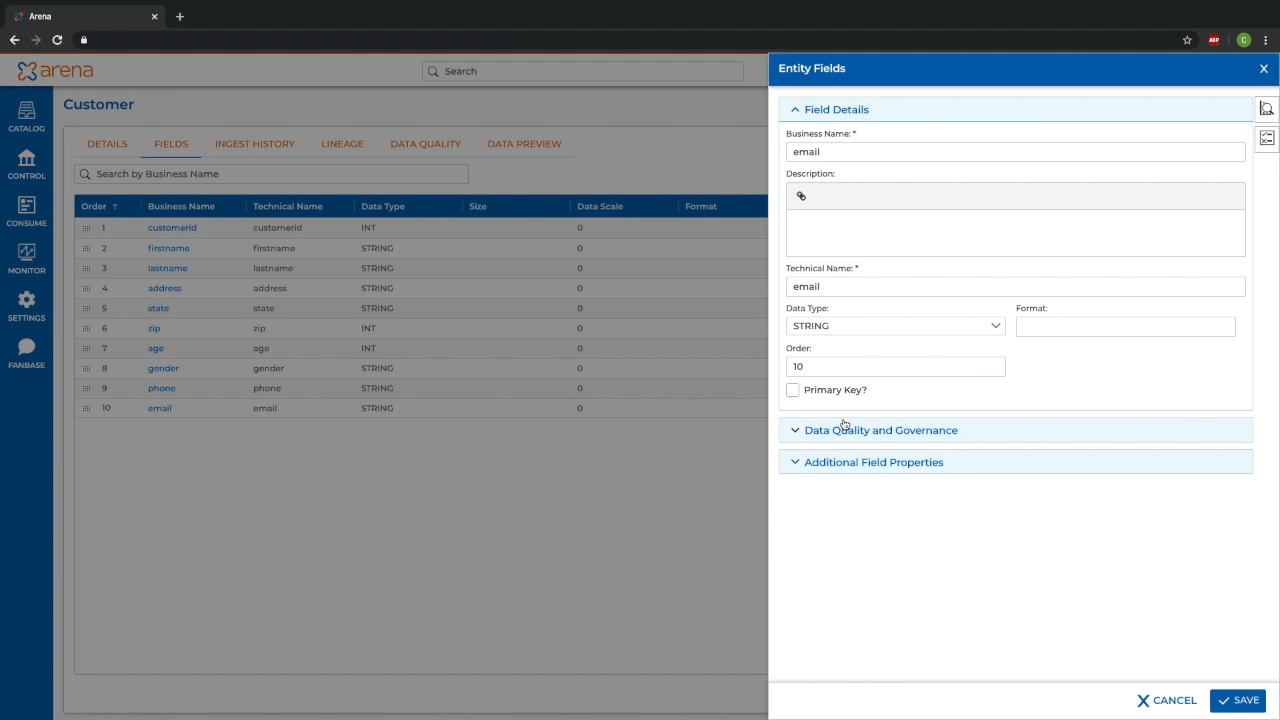 Arena
ABP
C
arena
Search
Entity Fields
X
CATALOG
CONTROL
CONSUME
MONITOR
SETTINGS
FANBASE
Customer
DETAILS FIELDS INGEST HISTORY LINEAGE DATA QUALITY DATA PREVIEW
Search by Business Name
Order Business Name Technical Name Data Type Size Data Scale Format
1 customerid customerid INT 0
2 firstname firstname STRING 0
3 lastname lastname STRING 0
4 address address STRING 0
5 state state STRING 0
6 zip zip INT 0
7 age age INT 0
8 gender gender STRING 0
9 phone phone STRING 0
10 email email STRING 0
Field Details
Business Name: *
email
Description:
Technical Name: *
email
Data Type: Format:
STRING
Order:
10
Primary Key?
Data Quality and Governance
Additional Field Properties
CANCEL SAVE